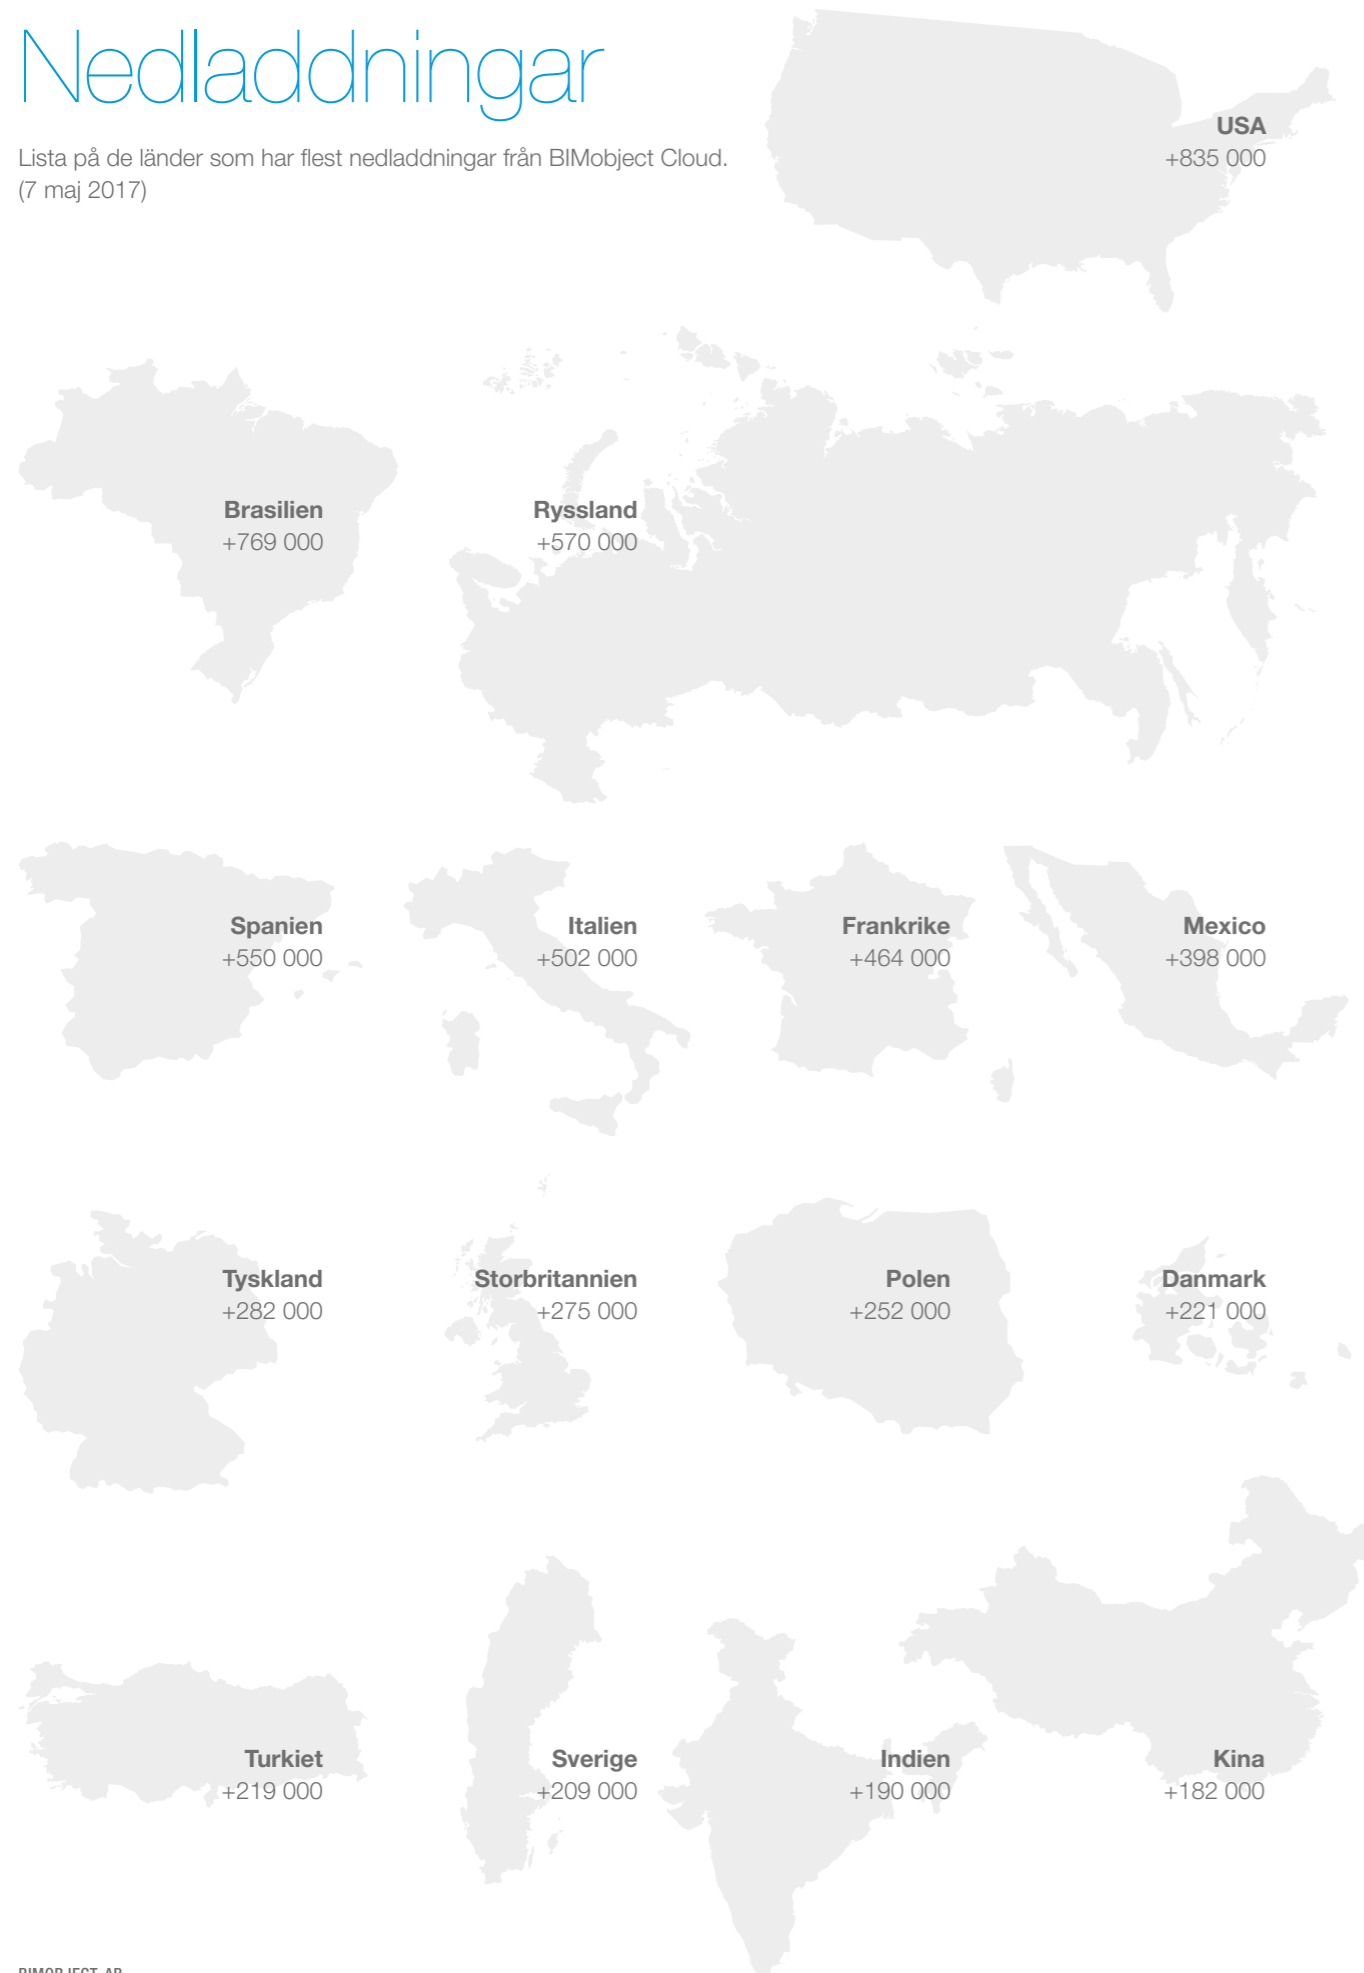 Nedladdningar
Lista på de länder som har flest nedladdningar från BIMobject Cloud.
(7 maj 2017)
USA
+835 000
Brasilien
+769 000
Ryssland
+570 000
Spanien
+550 000
Italien
+502 000
Frankrike
+464 000
Mexico
+398 000
Tyskland
+282 000
Storbritannien
+275 000
Polen
+252 000
Danmark
+221 000
Turkiet
+219 000
Sverige
+209 000
Indien
+190 000
Kina
+182 000
BIMOBJECT AB